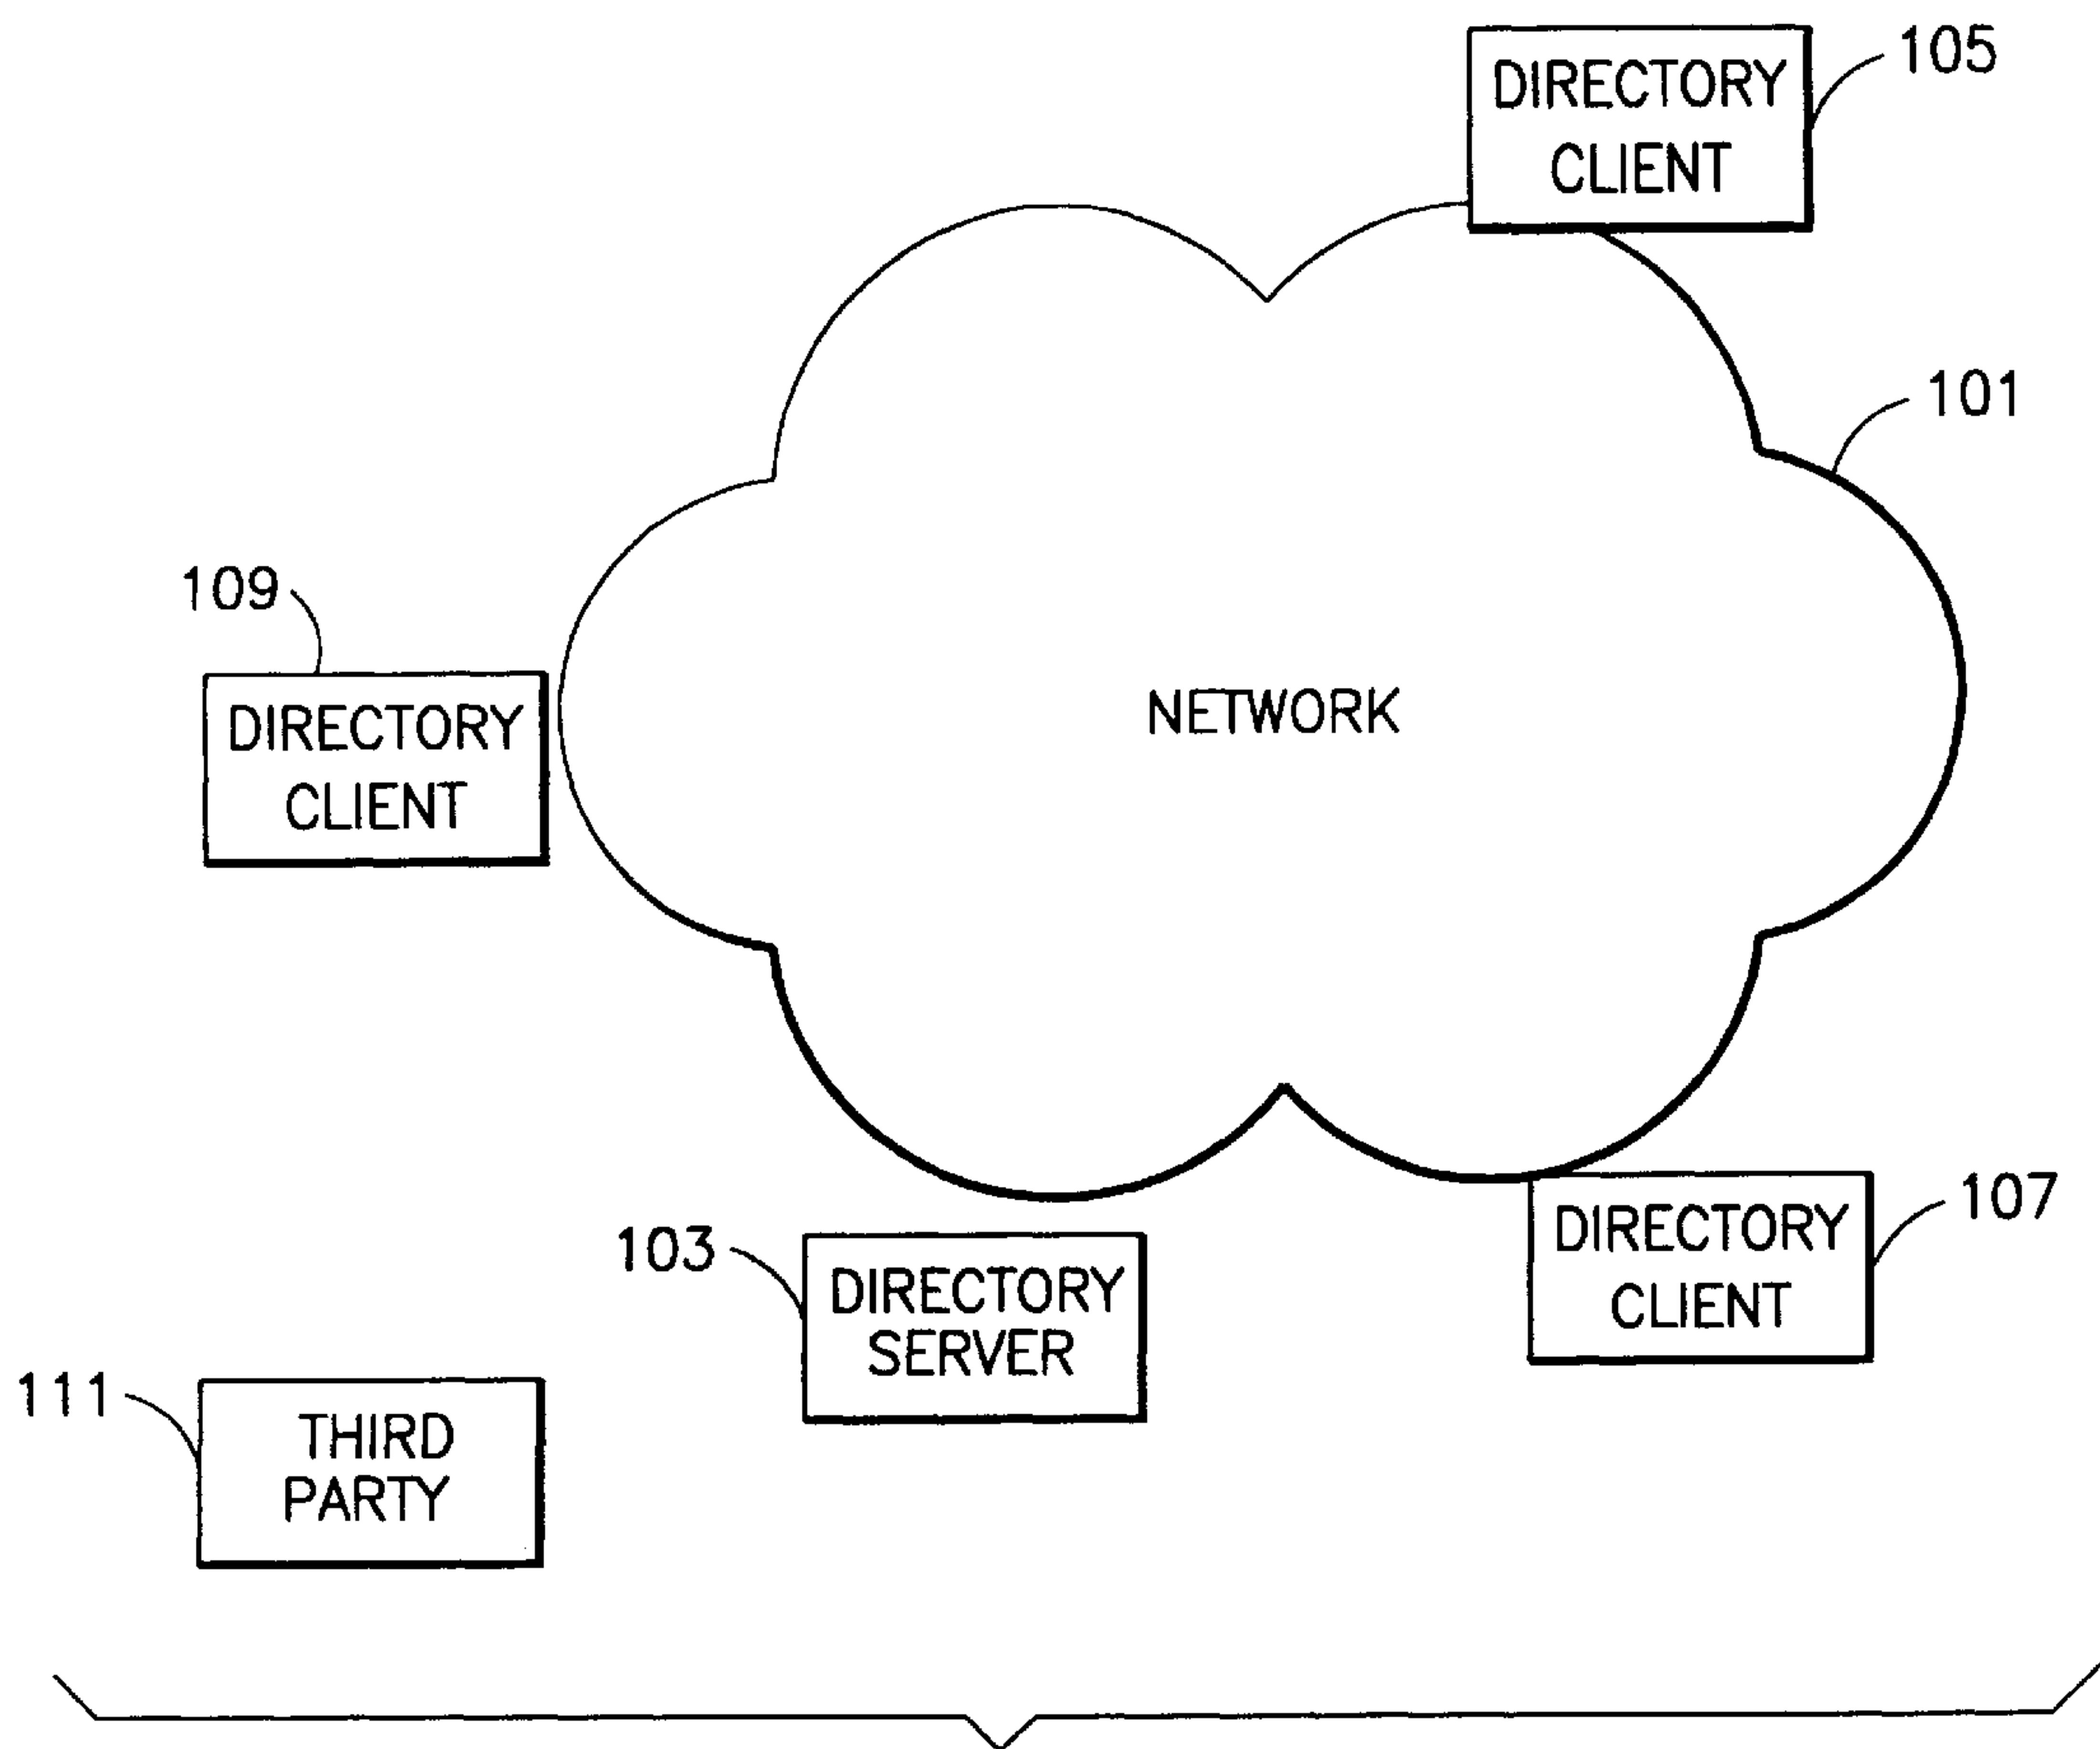 105
DIRECTORY
CLIENT
101
109
DIRECTORY
CLIENT
NETWORK
107
DIRECTORY
CLIENT
103
DIRECTORY
SERVER
111
THIRD
PARTY